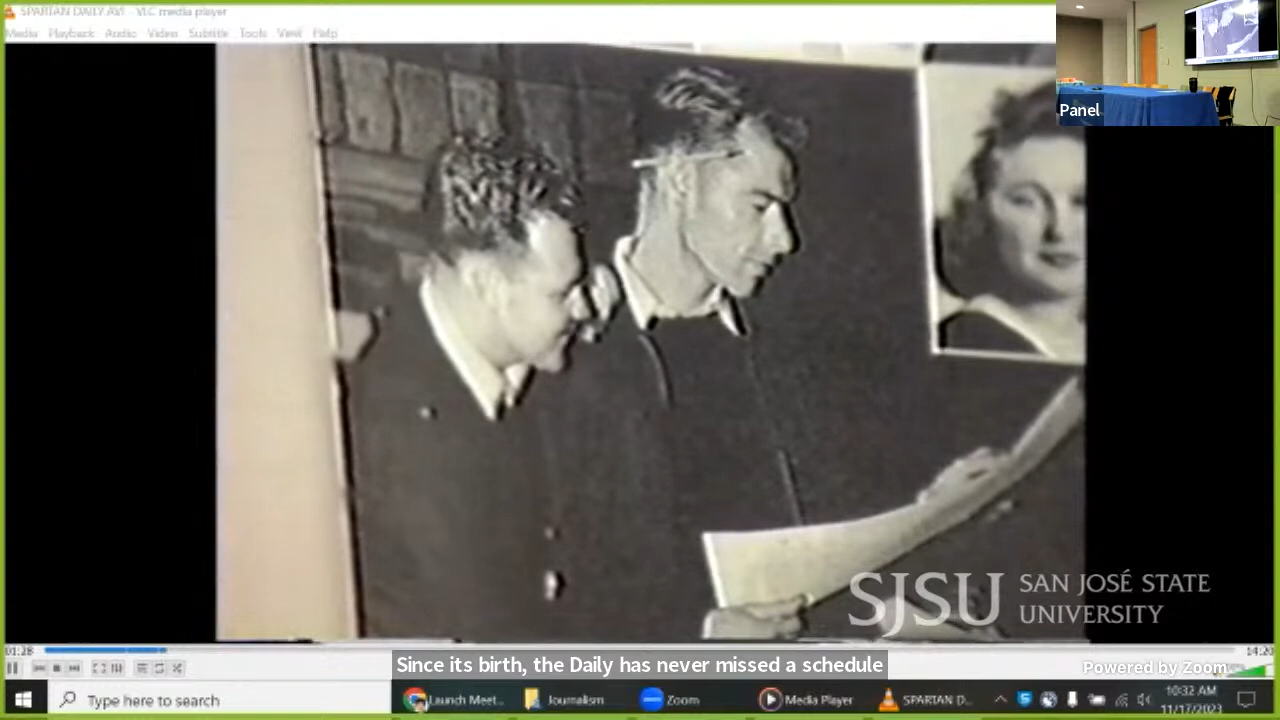 SPARTAN DAILY.AVI - VLC media player
Media Playback Audio Video Subtitle Tools View Help
Panel
SJSU SAN JOSÉ STATE
UNIVERSITY
01:28
14:20
Since its birth, the Daily has never missed a schedule
Powered by Zoom
Type here to search
Launch Meet...
Journalism
Zoom
Media Player
SPARTAN D...
10:32 AM
11/17/2023